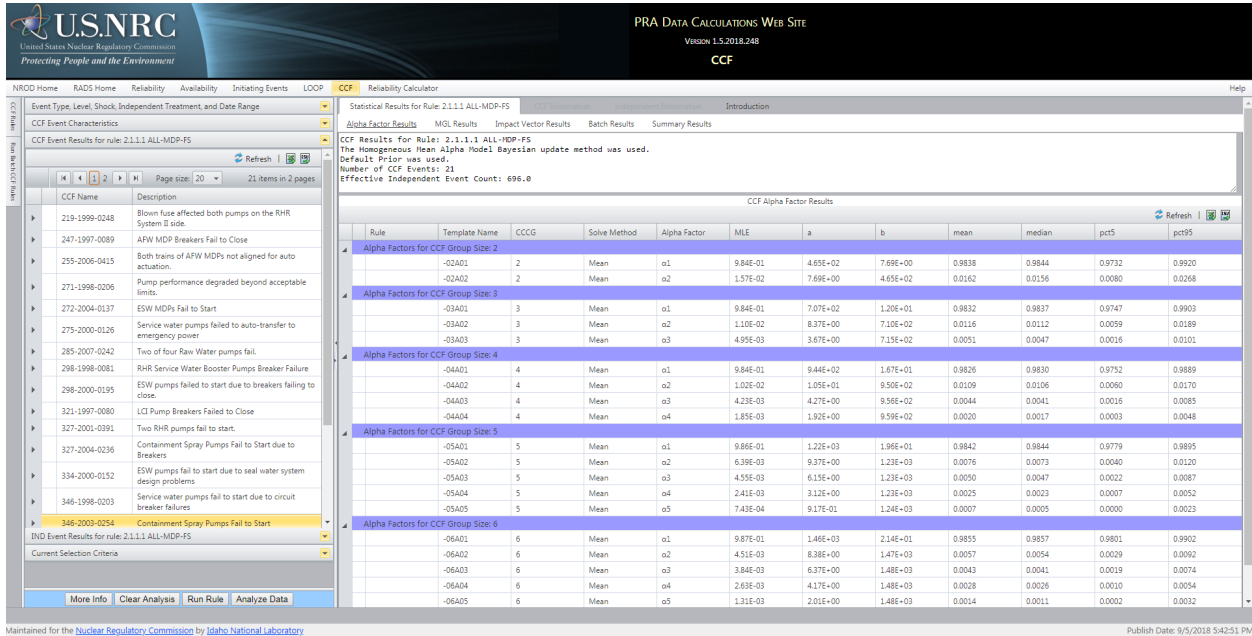 U.S.NRC
United States Nuclear Regulatory Commission
Protecting People and the Environment
PRA DATA CALCULATIONS WEB SITE
VERSION 1.5.2018.248
CCF
NROD Home RADS Home Reliability Availability Initiating Events LOOP CCF Reliability Calculator Help
CCF Rules
Run Batch CCF Rules
Event Type, Level, Shock, Independent Treatment, and Date Range
CCF Event Characteristics
CCF Event Results for rule: 2.1.1.1 ALL-MDP-FS
Refresh
1 2 Page size: 20 21 items in 2 pages
CCF Name Description
219-1999-0248 Blown fuse affected both pumps on the RHR
System II side.
247-1997-0089 AFW MDP Breakers Fail to Close
255-2006-0415 Both trains of AFW MDPs not aligned for auto
actuation.
271-1998-0206 Pump performance degraded beyond acceptable
limits.
272-2004-0137 ESW MDPs Fail to Start
275-2000-0126 Service water pumps failed to auto-transfer to
emergency power
285-2007-0242 Two of four Raw Water pumps fail.
298-1998-0081 RHR Service Water Booster Pumps Breaker Failure
298-2000-0195 ESW pumps failed to start due to breakers failing to
close.
321-1997-0080 LCI Pump Breakers Failed to Close
327-2001-0391 Two RHR pumps fail to start.
327-2004-0236 Containment Spray Pumps Fail to Start due to
Breakers
334-2000-0152 ESW pumps fail to start due to seal water system
design problems
346-1998-0203 Service water pumps fail to start due to circuit
breaker failures
346-2003-0254 Containment Spray Pumps Fail to Start
IND Event Results for rule: 2.1.1.1 ALL-MDP-FS
Current Selection Criteria
More Info Clear Analysis Run Rule Analyze Data
Statistical Results for Rule: 2.1.1.1 ALL-MDP-FS CCF Information Independent Information Introduction
Alpha Factor Results MGL Results Impact Vector Results Batch Results Summary Results
CCF Results for Rule: 2.1.1.1 ALL-MDP-FS
The Homogeneous Mean Alpha Model Bayesian update method was used.
Default Prior was used.
Number of CCF Events: 21
Effective Independent Event Count: 696.0
CCF Alpha Factor Results
Refresh
Rule Template Name CCCG Solve Method Alpha Factor MLE a b mean median pct5 pct95
Alpha Factors for CCF Group Size: 2
-02A01 2 Mean α1 9.84E-01 4.65E+02 7.69E+00 0.9838 0.9844 0.9732 0.9920
-02A02 2 Mean α2 1.57E-02 7.69E+00 4.65E+02 0.0162 0.0156 0.0080 0.0268
Alpha Factors for CCF Group Size: 3
-03A01 3 Mean α1 9.84E-01 7.07E+02 1.20E+01 0.9832 0.9837 0.9747 0.9903
-03A02 3 Mean α2 1.10E-02 8.37E+00 7.10E+02 0.0116 0.0112 0.0059 0.0189
-03A03 3 Mean α3 4.95E-03 3.67E+00 7.15E+02 0.0051 0.0047 0.0016 0.0101
Alpha Factors for CCF Group Size: 4
-04A01 4 Mean α1 9.84E-01 9.44E+02 1.67E+01 0.9826 0.9830 0.9752 0.9889
-04A02 4 Mean α2 1.02E-02 1.05E+01 9.50E+02 0.0109 0.0106 0.0060 0.0170
-04A03 4 Mean α3 4.23E-03 4.27E+00 9.56E+02 0.0044 0.0041 0.0016 0.0085
-04A04 4 Mean α4 1.85E-03 1.92E+00 9.59E+02 0.0020 0.0017 0.0003 0.0048
Alpha Factors for CCF Group Size: 5
-05A01 5 Mean α1 9.86E-01 1.22E+03 1.96E+01 0.9842 0.9844 0.9779 0.9895
-05A02 5 Mean α2 6.39E-03 9.37E+00 1.23E+03 0.0076 0.0073 0.0040 0.0120
-05A03 5 Mean α3 4.55E-03 6.15E+00 1.23E+03 0.0050 0.0047 0.0022 0.0087
-05A04 5 Mean α4 2.41E-03 3.12E+00 1.23E+03 0.0025 0.0023 0.0007 0.0052
-05A05 5 Mean α5 7.43E-04 9.17E-01 1.24E+03 0.0007 0.0005 0.0000 0.0023
Alpha Factors for CCF Group Size: 6
-06A01 6 Mean α1 9.87E-01 1.46E+03 2.14E+01 0.9855 0.9857 0.9801 0.9902
-06A02 6 Mean α2 4.51E-03 8.38E+00 1.47E+03 0.0057 0.0054 0.0029 0.0092
-06A03 6 Mean α3 3.84E-03 6.37E+00 1.48E+03 0.0043 0.0041 0.0019 0.0074
-06A04 6 Mean α4 2.63E-03 4.17E+00 1.48E+03 0.0028 0.0026 0.0010 0.0054
-06A05 6 Mean α5 1.31E-03 2.01E+00 1.48E+03 0.0014 0.0011 0.0002 0.0032
Maintained for the Nuclear Regulatory Commission by Idaho National Laboratory
Publish Date: 9/5/2018 5:42:51 PM